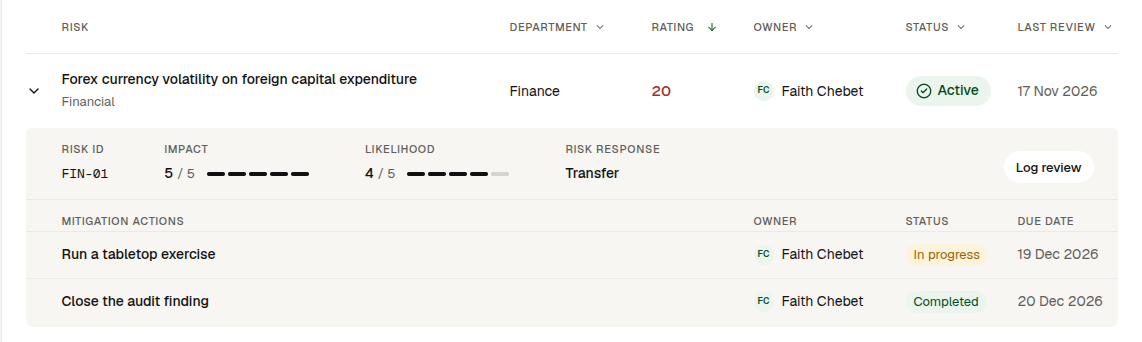 RISK DEPARTMENT RATING OWNER STATUS LAST REVIEW
Forex currency volatility on foreign capital expenditure
Financial
Finance 20 FC Faith Chebet Active 17 Nov 2026
RISK ID IMPACT LIKELIHOOD RISK RESPONSE
FIN-01 5 / 5 4 / 5 Transfer
Log review
MITIGATION ACTIONS OWNER STATUS DUE DATE
Run a tabletop exercise FC Faith Chebet In progress 19 Dec 2026
Close the audit finding FC Faith Chebet Completed 20 Dec 2026